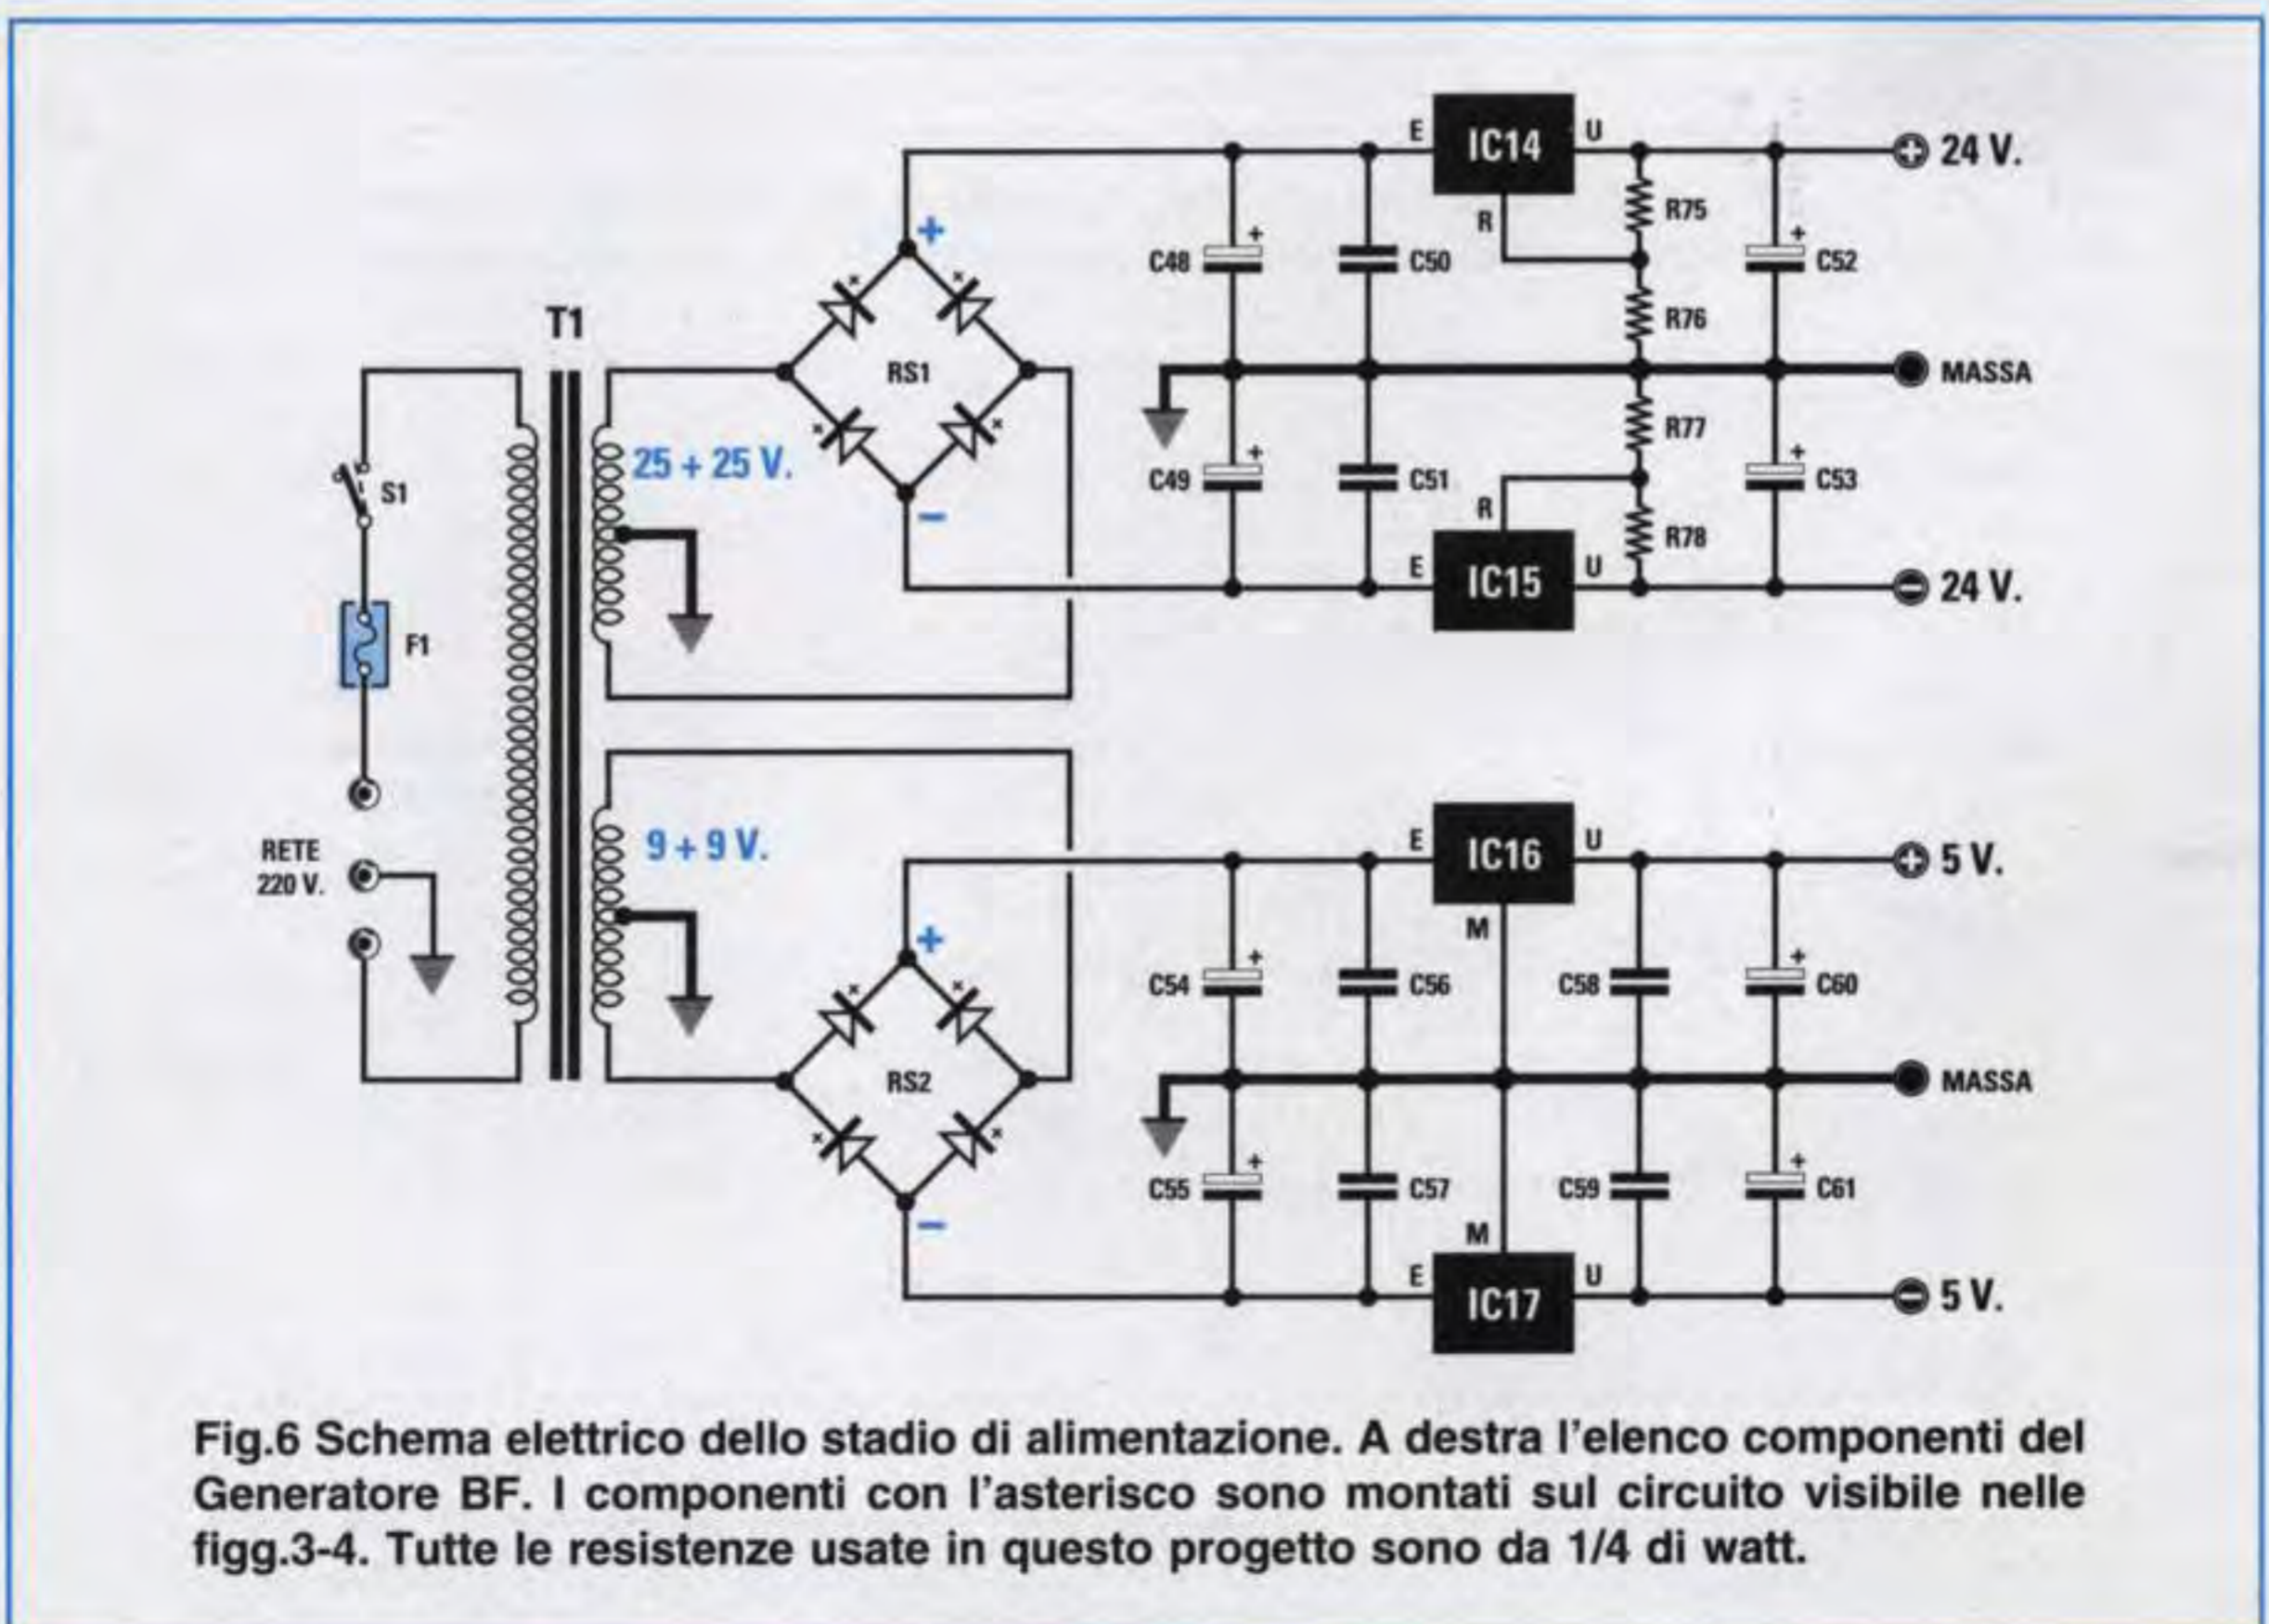 T1
S1
F1
RETE
220 V.
25 + 25 V.
9 + 9 V.
+
RS1
−
+
RS2
−
C48
+
C50
E
IC14
U
R
R75
R76
+
C52
+ 24 V.
MASSA
C49
+
C51
R
E
IC15
U
R77
R78
+
C53
− 24 V.
C54
+
C56
E
IC16
U
M
C58
+
C60
+ 5 V.
MASSA
C55
+
C57
M
E
IC17
U
C59
+
C61
− 5 V.
Fig.6 Schema elettrico dello stadio di alimentazione. A destra l'elenco componenti del
Generatore BF. I componenti con l'asterisco sono montati sul circuito visibile nelle
figg.3-4. Tutte le resistenze usate in questo progetto sono da 1/4 di watt.